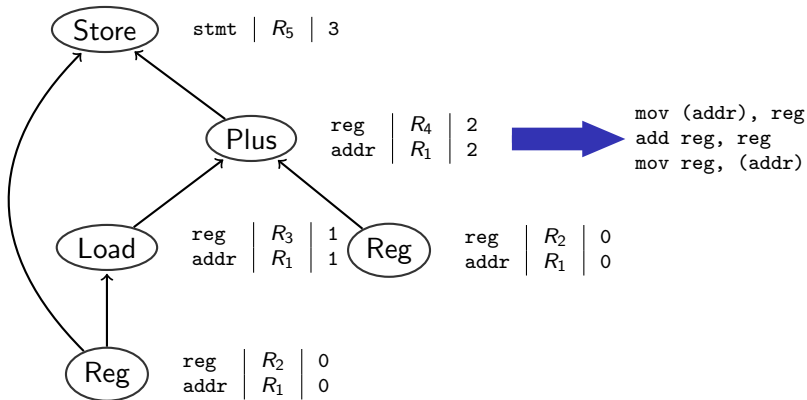 Store
stmt | R5 | 3
Plus
reg | R4 | 2
addr | R1 | 2
mov (addr), reg
add reg, reg
mov reg, (addr)
Load
reg | R3 | 1
addr | R1 | 1
Reg
reg | R2 | 0
addr | R1 | 0
Reg
reg | R2 | 0
addr | R1 | 0